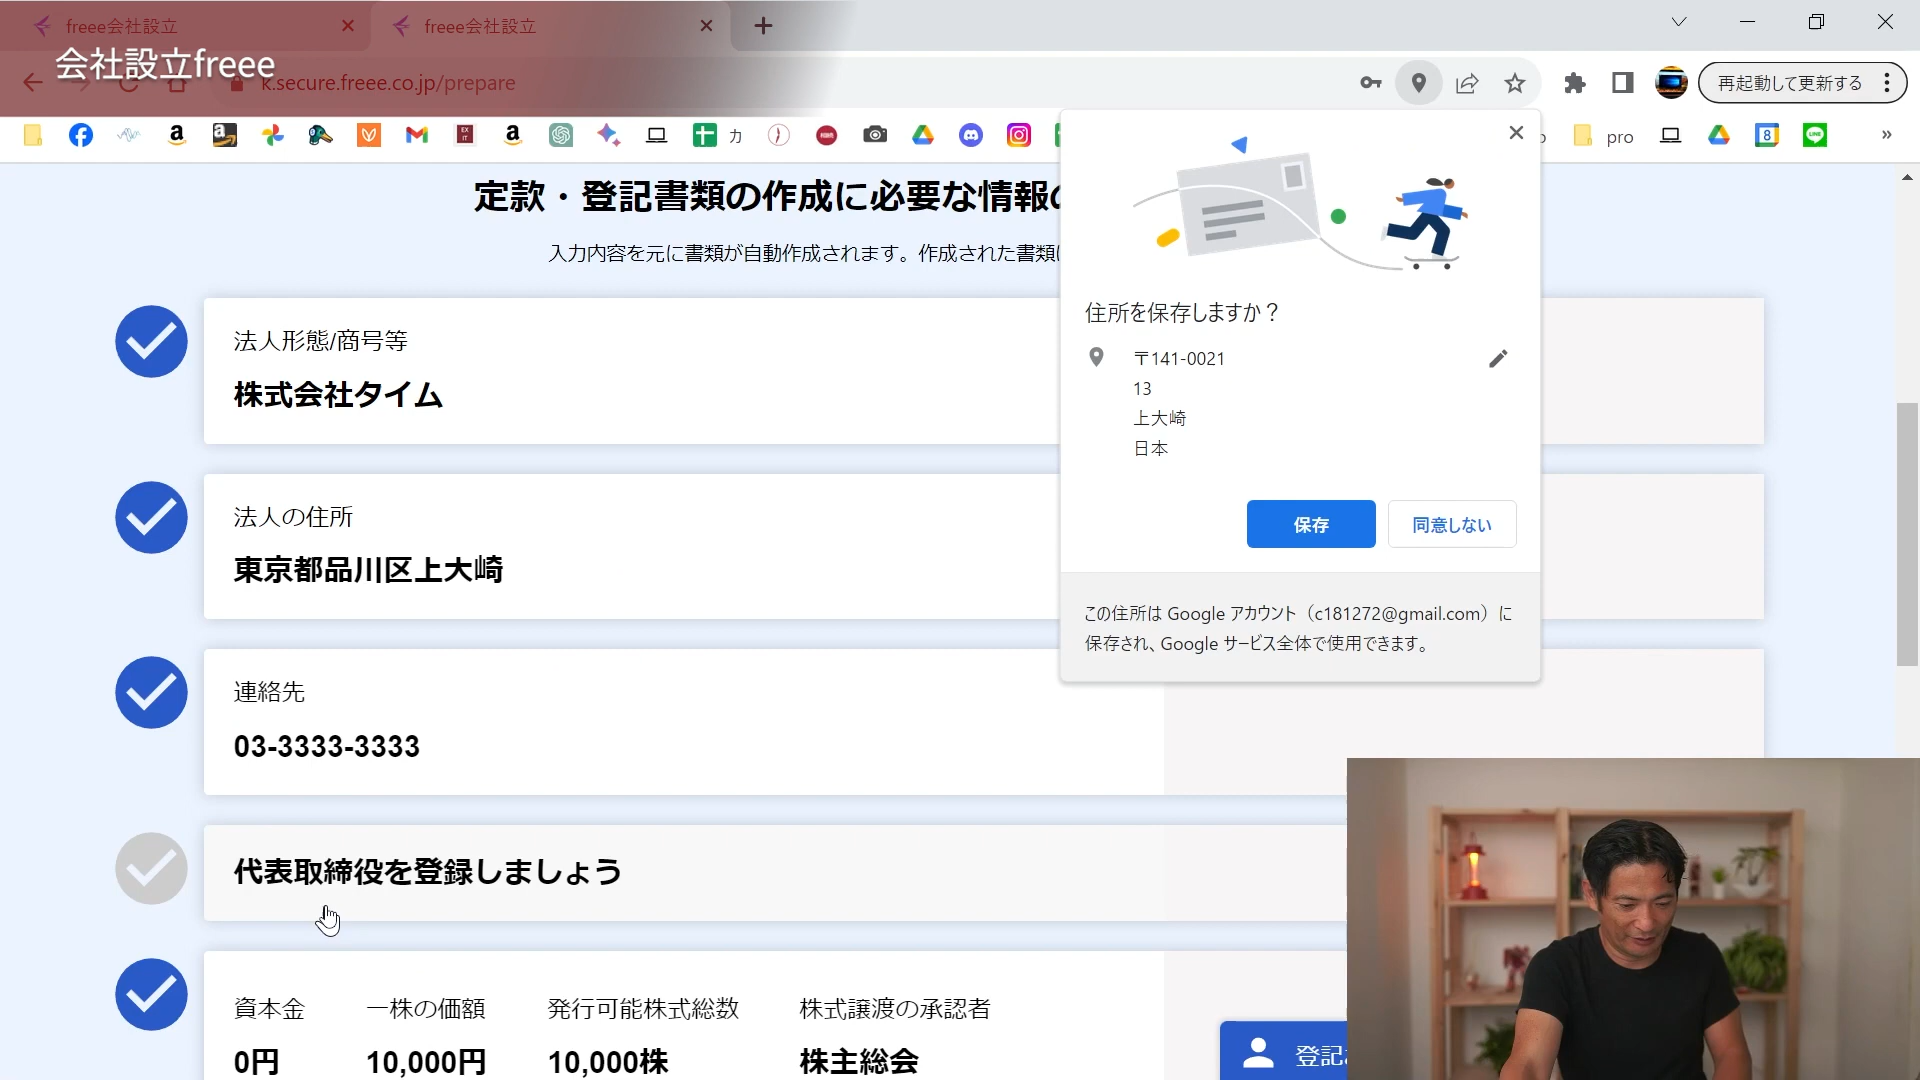 freee会社設立
freee会社設立
会社設立freee
k.secure.freee.co.jp/prepare
再起動して更新する
カ
pro
»
定款・登記書類の作成に必要な情報の
入力内容を元に書類が自動作成されます。作成された書類は
法人形態/商号等
株式会社タイム
法人の住所
東京都品川区上大崎
連絡先
03-3333-3333
代表取締役を登録しましょう
資本金
一株の価額
発行可能株式総数
株式譲渡の承認者
0円
10,000円
10,000株
株主総会
住所を保存しますか？
〒141-0021
13
上大崎
日本
保存
同意しない
この住所は Google アカウント（c181272@gmail.com）に
保存され、Google サービス全体で使用できます。
登記